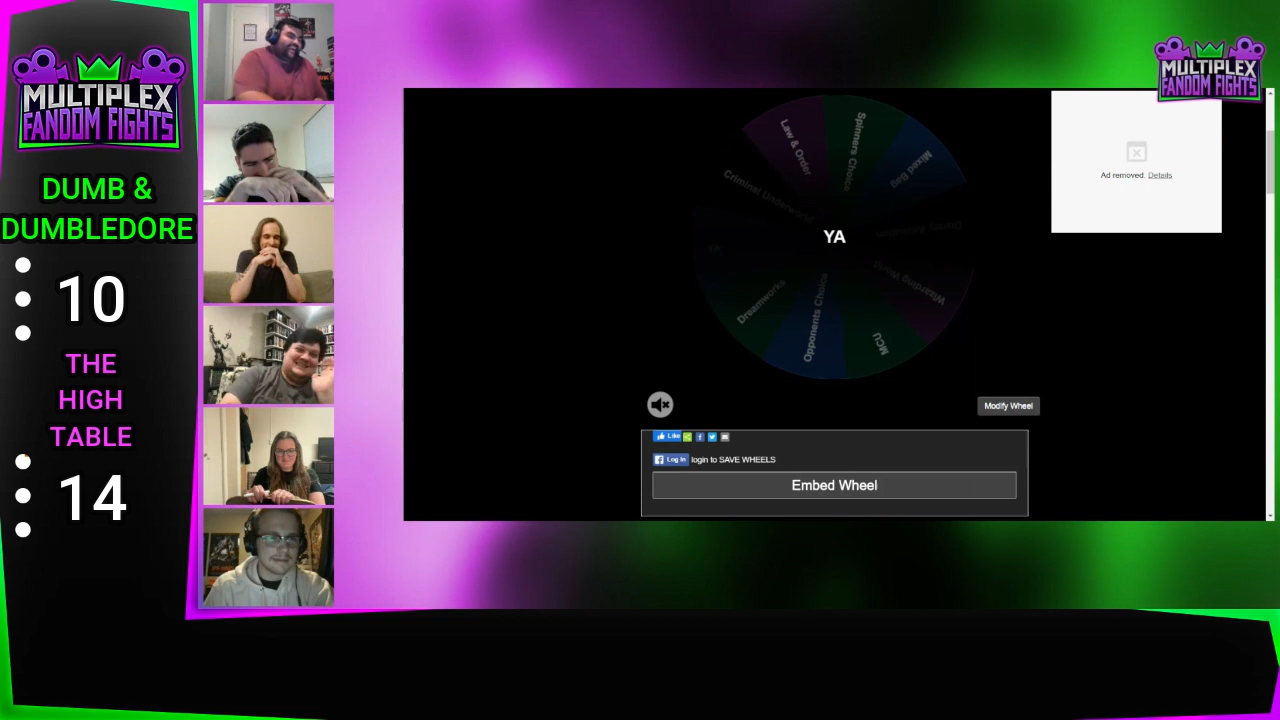 MULTIPLEX
FANDOM FIGHTS
DUMB &
DUMBLEDORE
10
THE
HIGH
TABLE
14
MULTIPLEX
FANDOM FIGHTS
Law & Order
Spinners Choice
Mixed Bag
Criminal Underworld
YA
Wizarding World
MCU
Opponents Choice
Dreamworks
Ad removed. Details
Modify Wheel
Like
Log In login to SAVE WHEELS
Embed Wheel